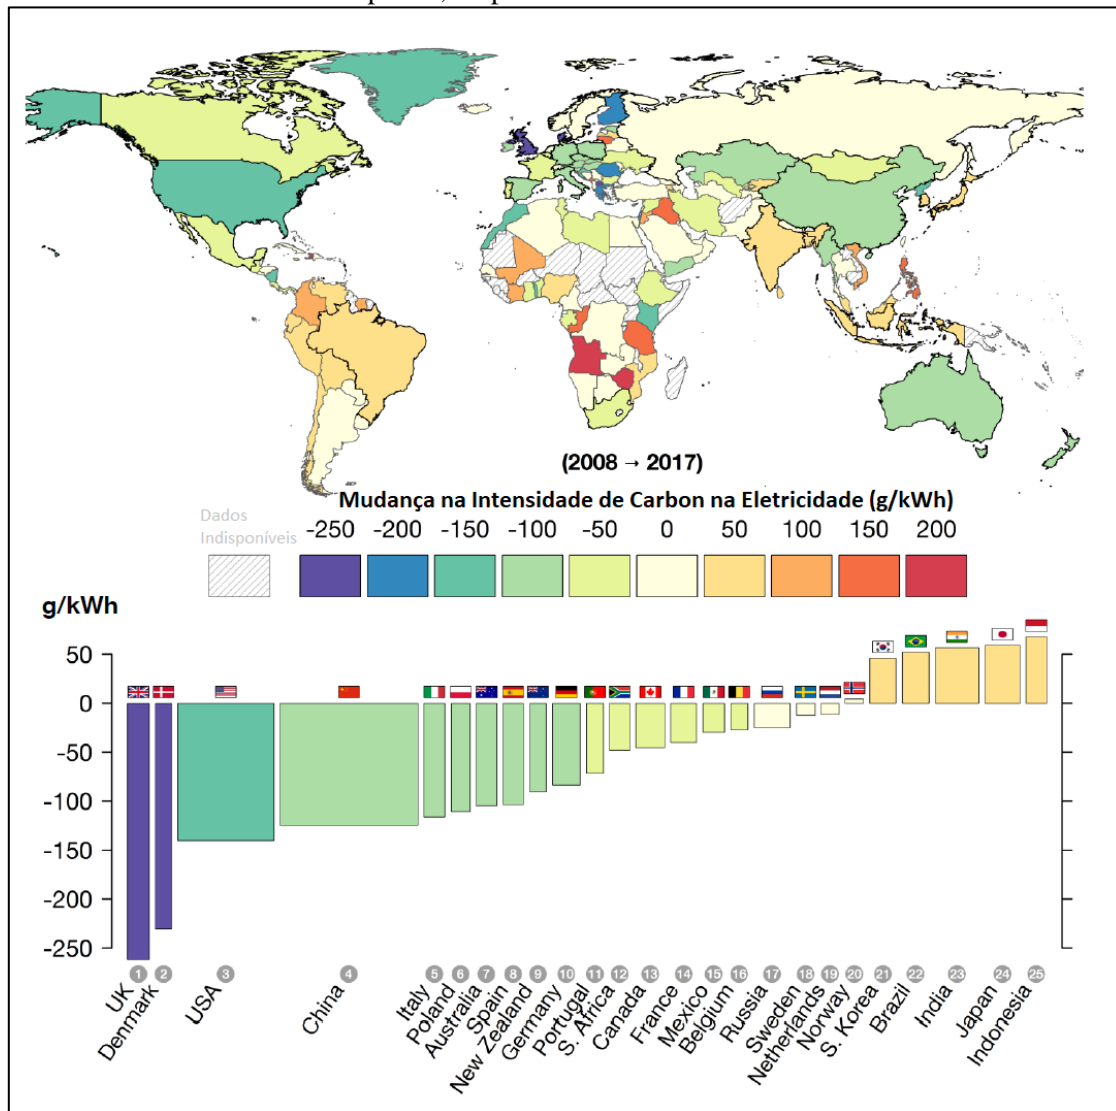 (2008 → 2017)
Mudança na Intensidade de Carbon na Eletricidade (g/kWh)
Dados
Indisponíveis
-250 -200 -150 -100 -50 0 50 100 150 200
g/kWh
50
0
-50
-100
-150
-200
-250
UK 1
Denmark 2
USA 3
China 4
Italy 5
Poland 6
Australia 7
Spain 8
New Zealand 9
Germany 10
Portugal 11
S. Africa 12
Canada 13
France 14
Mexico 15
Belgium 16
Russia 17
Sweden 18
Netherlands 19
Norway 20
S. Korea 21
Brazil 22
India 23
Japan 24
Indonesia 25